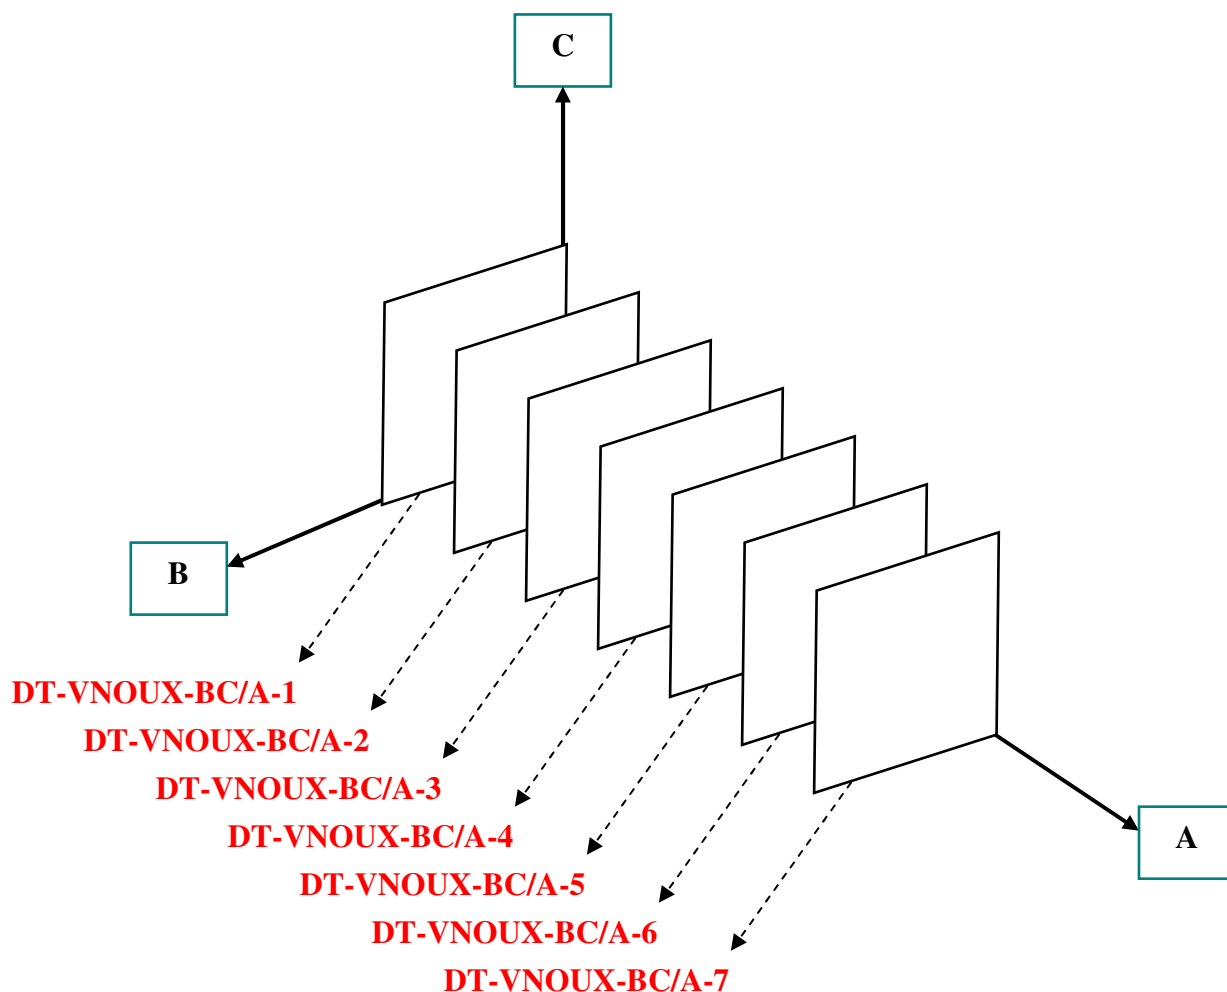 C
B
DT-VNOUX-BC/A-1
DT-VNOUX-BC/A-2
DT-VNOUX-BC/A-3
DT-VNOUX-BC/A-4
A
DT-VNOUX-BC/A-5
DT-VNOUX-BC/A-6
DT-VNOUX-BC/A-7